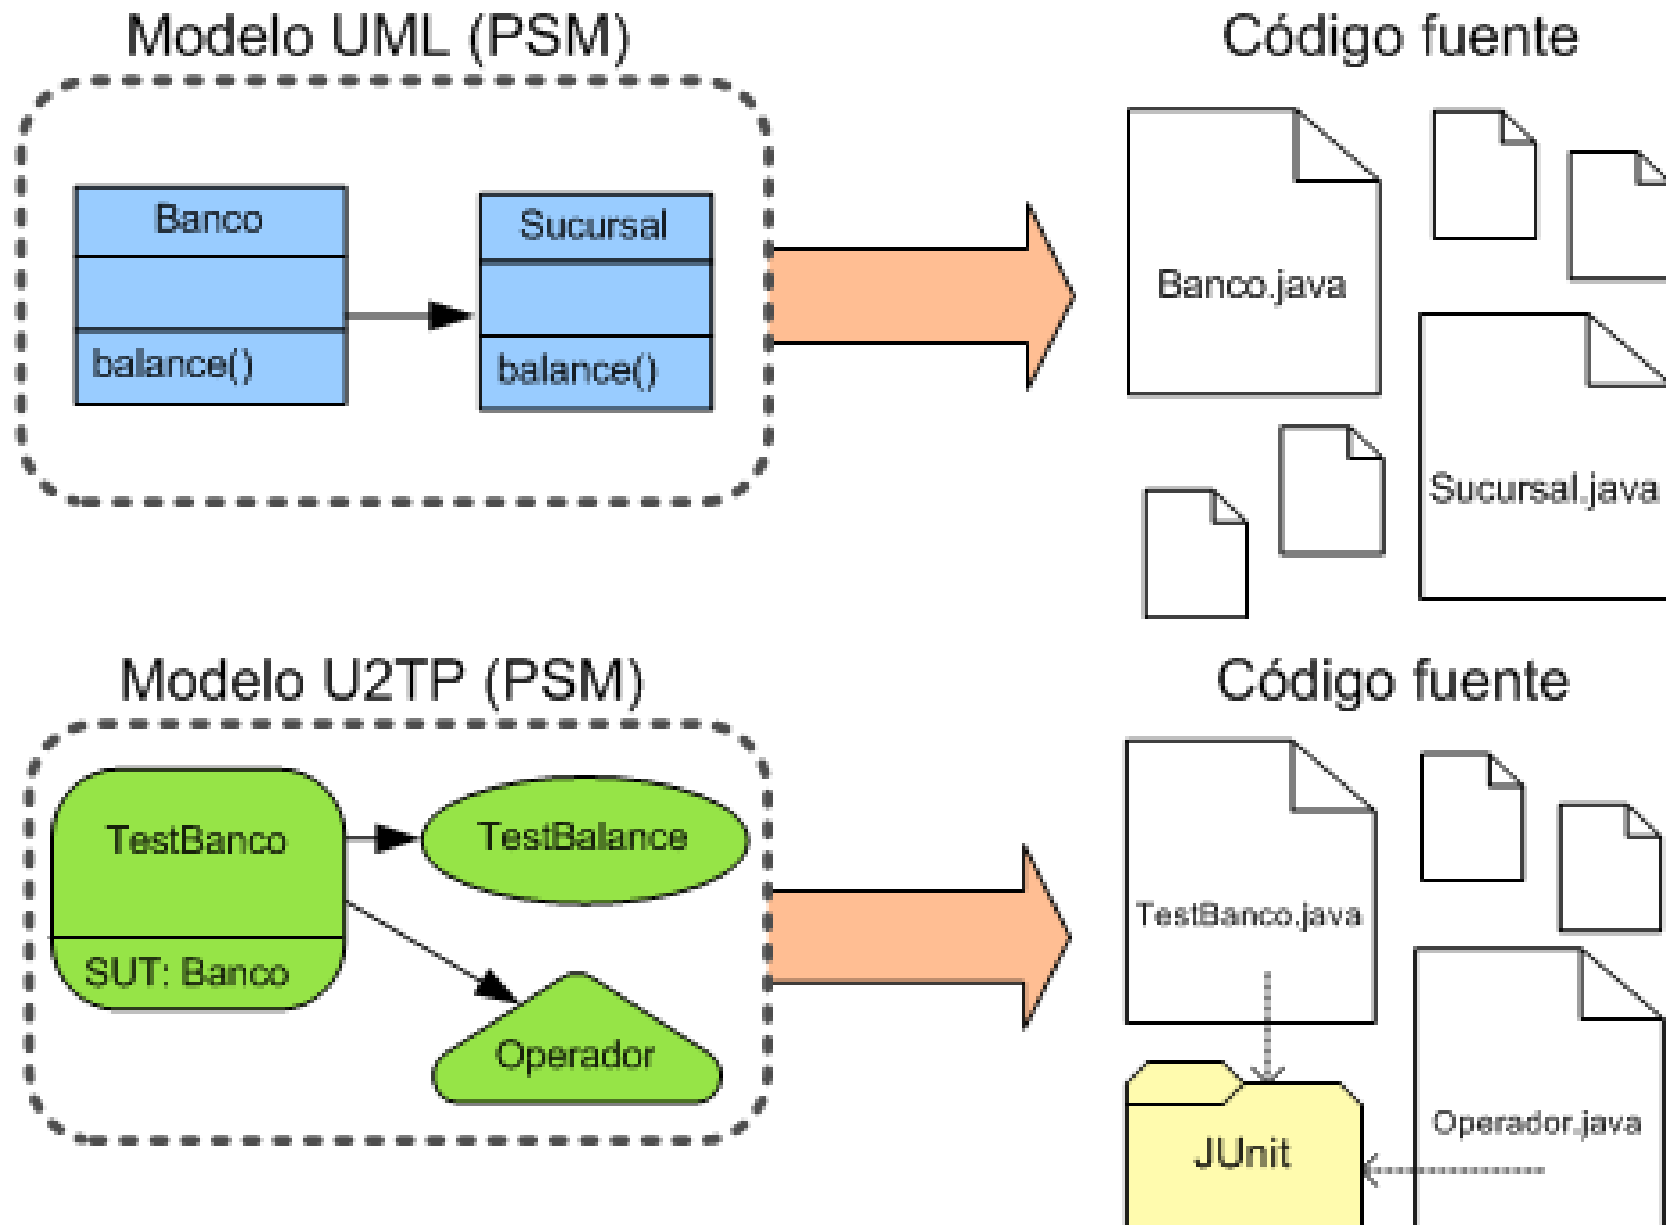 Modelo UML (PSM)
Código fuente
Banco
balance()
Sucursal
balance()
Banco.java
Sucursal.java
Modelo U2TP (PSM)
Código fuente
TestBanco
SUT: Banco
TestBalance
Operador
TestBanco.java
JUnit
Operador.java